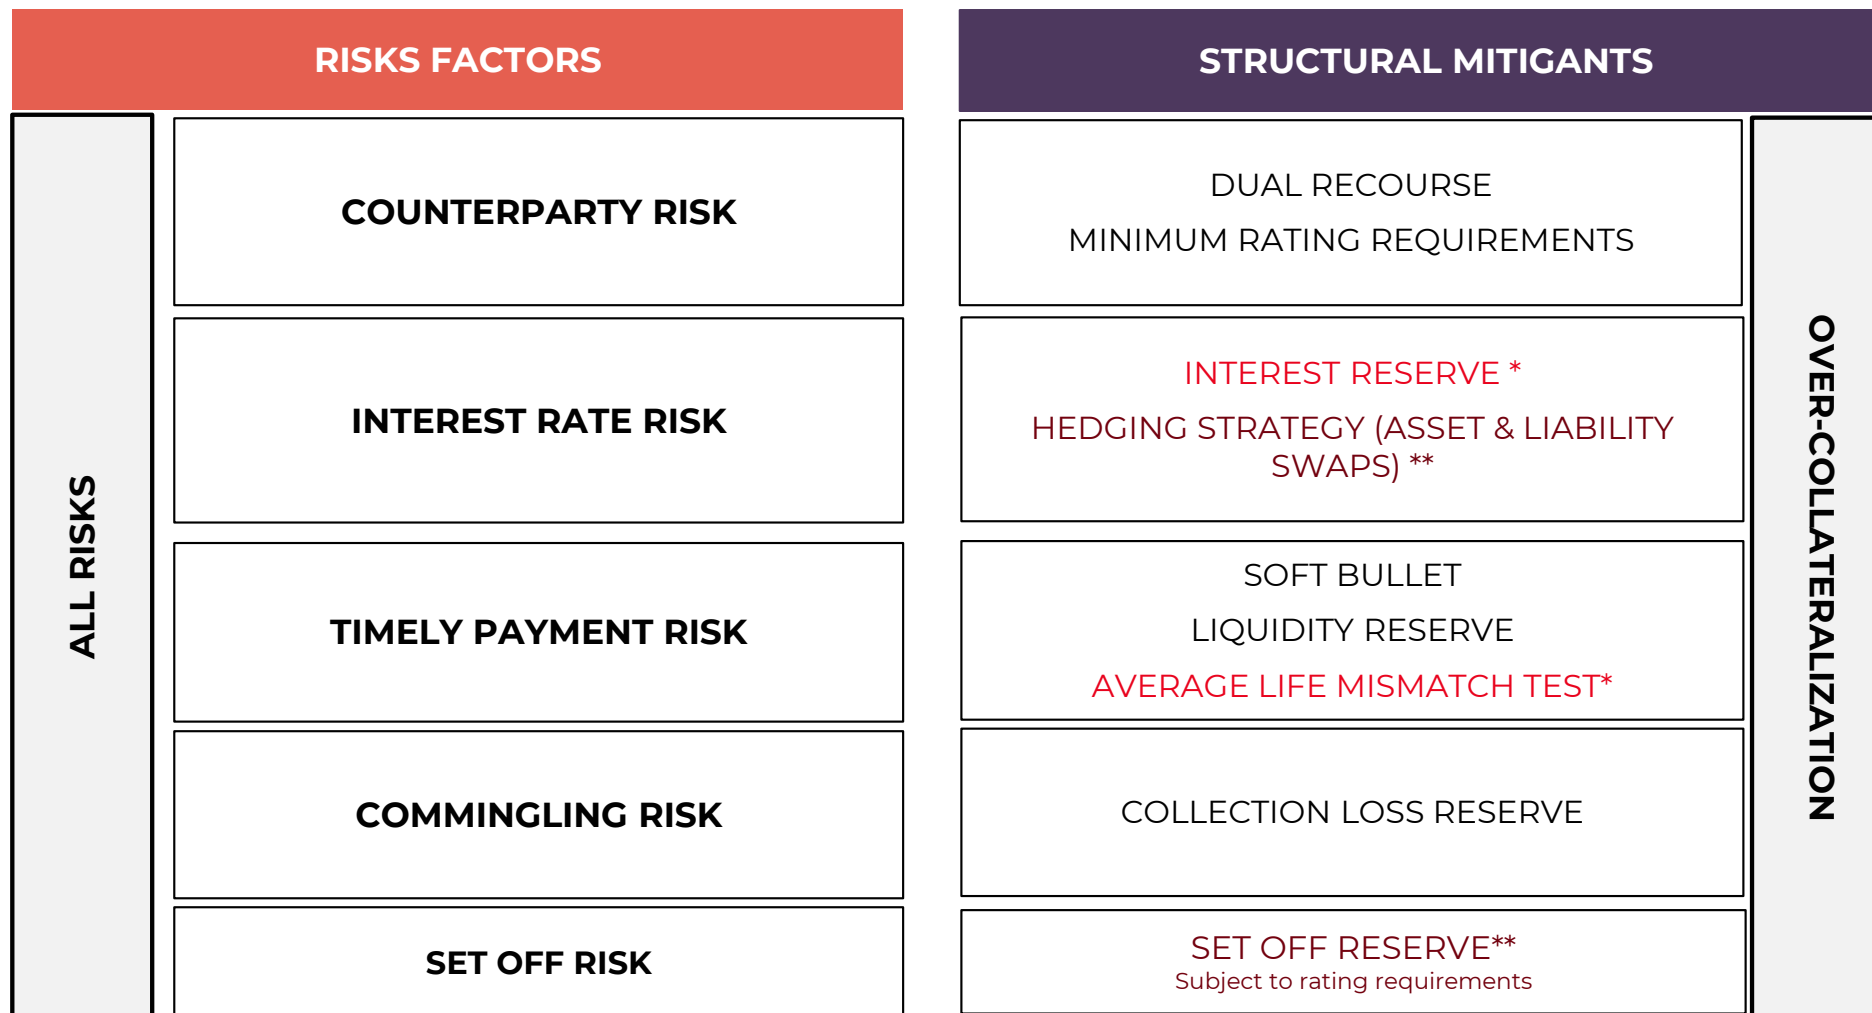 RISKS FACTORS
STRUCTURAL MITIGANTS
ALL RISKS
COUNTERPARTY RISK
DUAL RECOURSE
MINIMUM RATING REQUIREMENTS
INTEREST RATE RISK
INTEREST RESERVE *
HEDGING STRATEGY (ASSET & LIABILITY
SWAPS) **
TIMELY PAYMENT RISK
SOFT BULLET
LIQUIDITY RESERVE
AVERAGE LIFE MISMATCH TEST*
COMMINGLING RISK
COLLECTION LOSS RESERVE
SET OFF RISK
SET OFF RESERVE**
Subject to rating requirements
OVER-COLLATERALIZATION